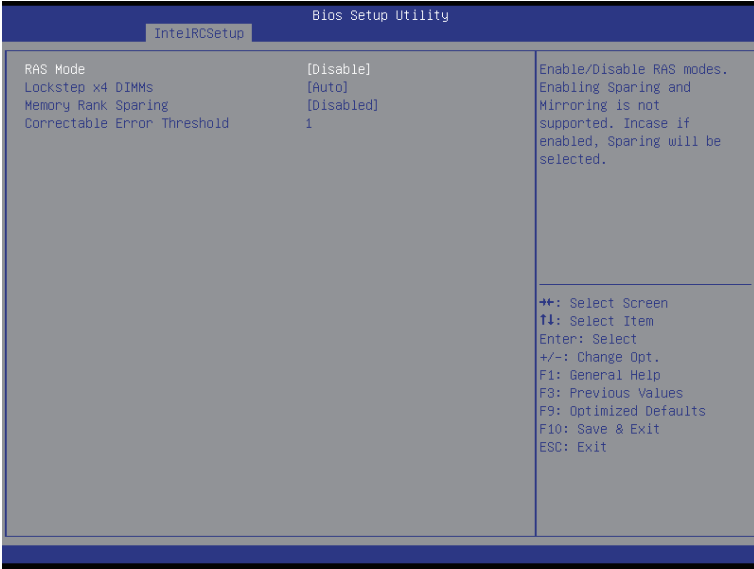 Bios Setup Utility
IntelRCSetup
RAS Mode [Disable]
Lockstep x4 DIMMs [Auto]
Memory Rank Sparing [Disabled]
Correctable Error Threshold 1
Enable/Disable RAS modes.
Enabling Sparing and
Mirroring is not
supported. Incase if
enabled, Sparing will be
selected.
→←: Select Screen
↑↓: Select Item
Enter: Select
+/-: Change Opt.
F1: General Help
F3: Previous Values
F9: Optimized Defaults
F10: Save & Exit
ESC: Exit